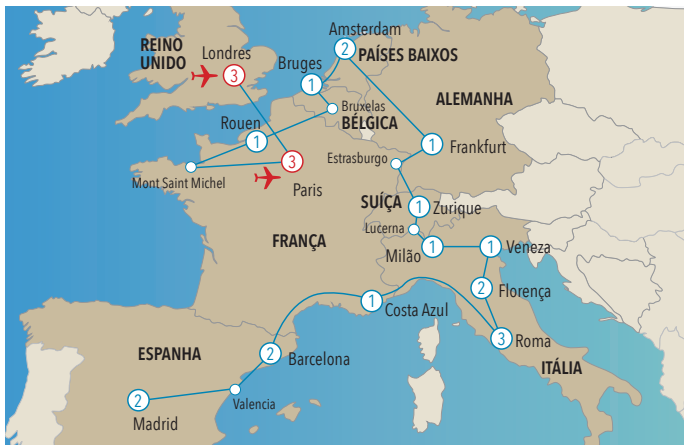 Amsterdam
REINO
UNIDO
Londres
2
PAÍSES BAIXOS
Bruges
3
1
ALEMANHA
Bruxelas
BÉLGICA
Rouen
1
1
Frankfurt
Estrasburgo
3
Mont Saint Michel
Paris
SUÍÇA
1
Zurique
Lucerna
FRANÇA
Milão
1
1
Veneza
2
Florença
1
Costa Azul
3
Roma
ESPANHA
2
Barcelona
ITÁLIA
2
Valencia
Madrid